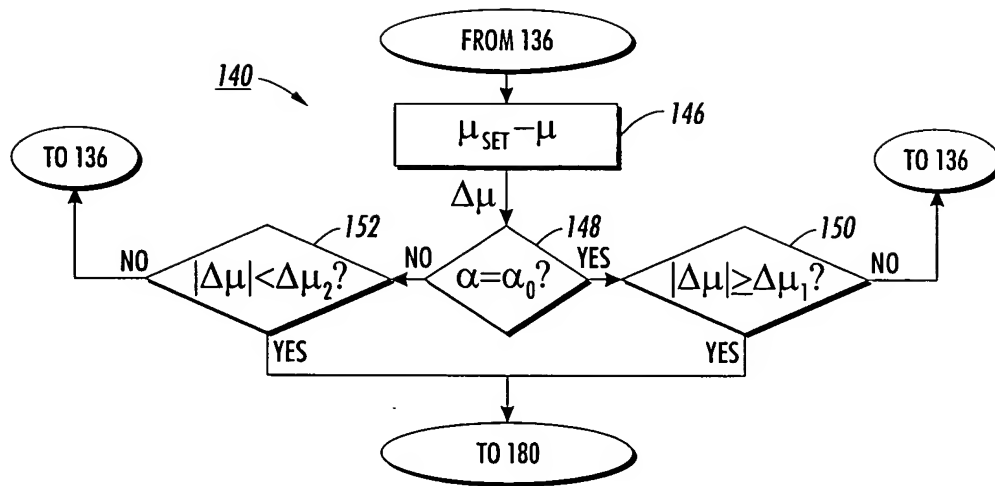 FROM 136
140
μSET−μ
146
TO 136
TO 136
Δμ
152
148
150
NO
|Δμ|<Δμ2?
NO
α=α0?
YES
|Δμ|≥Δμ1?
NO
YES
YES
TO 180